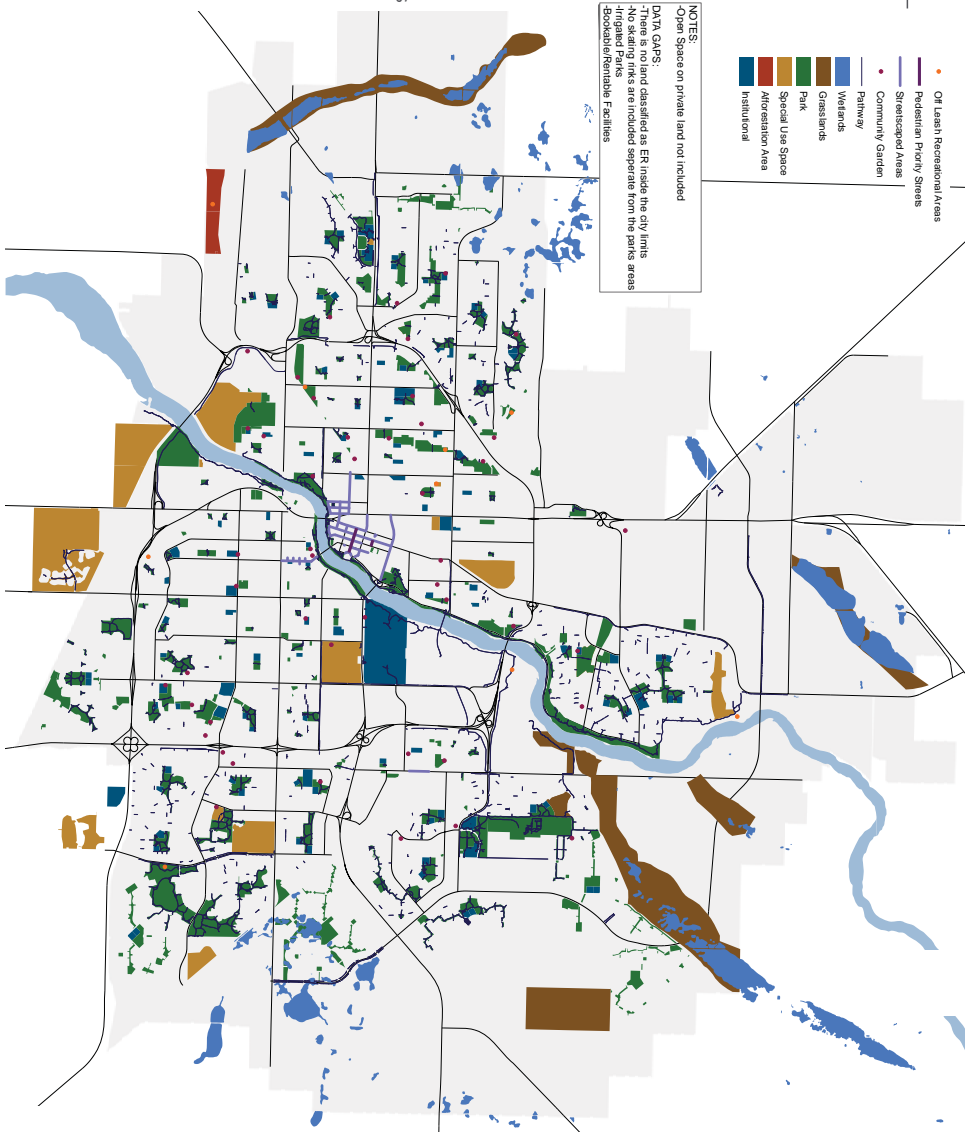 Off Leash Recreational Areas
Pedestrian Priority Streets
Streetscaped Areas
Community Garden
Pathway
Wetlands
Grasslands
Park
Special Use Space
Afforestation Area
Institutional
NOTES:
-Open Space on private land not included
DATA GAPS:
-There is no land classified as ER inside the city limits
-No skating rinks are included seperate from the parks areas
-Irrigated Parks
-Bookable/Rentable Facilities